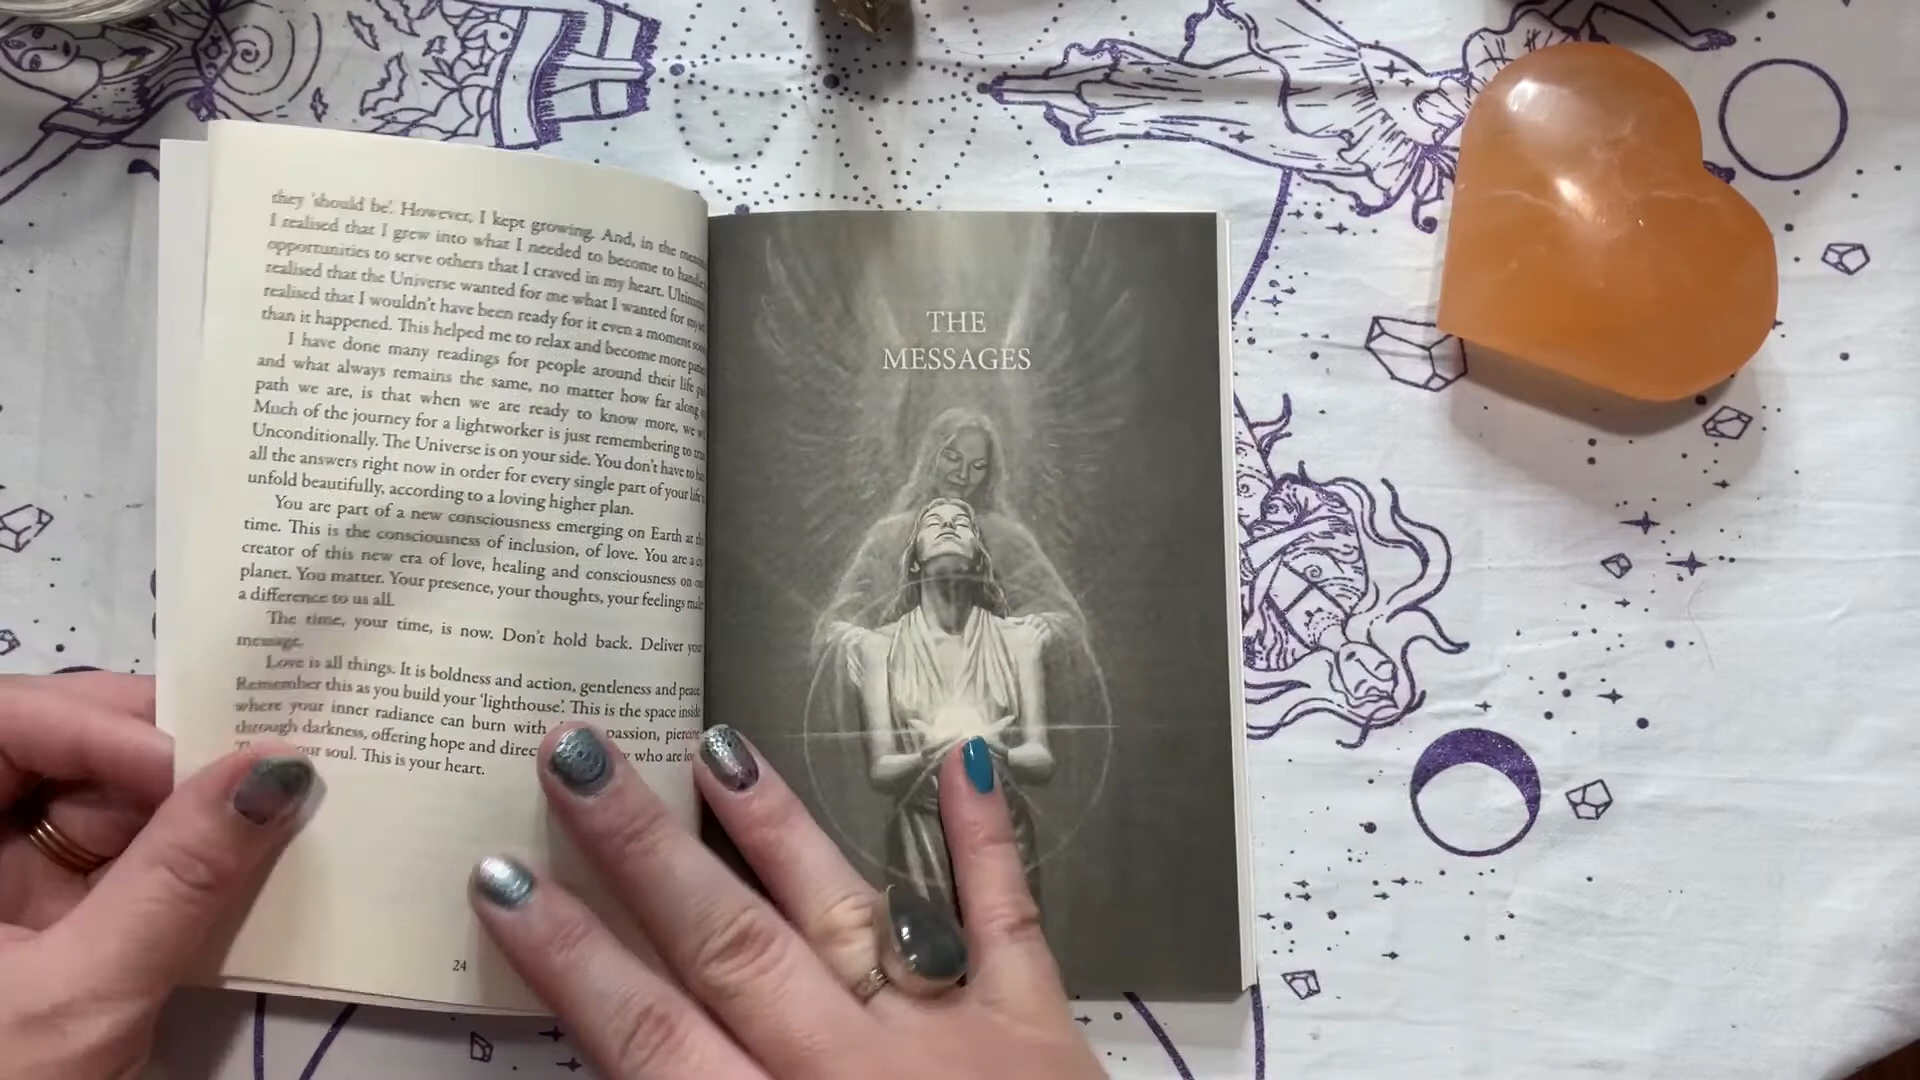 they 'should be'. However, I kept growing. And, in the
I realised that I grew into what I needed to become to handle
opportunities to serve others that I craved in my heart.
realised that the Universe wanted for me what I wanted for
realised that I wouldn't have been ready for it even a moment
than it happened. This helped me to relax and become more
I have done many readings for people around their life
and what always remains the same, no matter how far along
path we are, is that when we are ready to know more, we
Much of the journey for a lightworker is just remembering to
Unconditionally. The Universe is on your side. You don't have to
all the answers right now in order for every single part of your life
unfold beautifully, according to a loving higher plan.
You are part of a new consciousness emerging on Earth at
time. This is the consciousness of inclusion, of love. You are a
creator of this new era of love, healing and consciousness on
planet. You matter. Your presence, your thoughts, your feelings
a difference to us all.
The time, your time, is now. Don't hold back. Deliver
message.
Love is all things. It is boldness and action, gentleness and
Remember this as you build your 'lighthouse'. This is the space inside
where your inner radiance can burn with passion,
through darkness, offering hope and who are
soul. This is your heart.
24
THE
MESSAGES